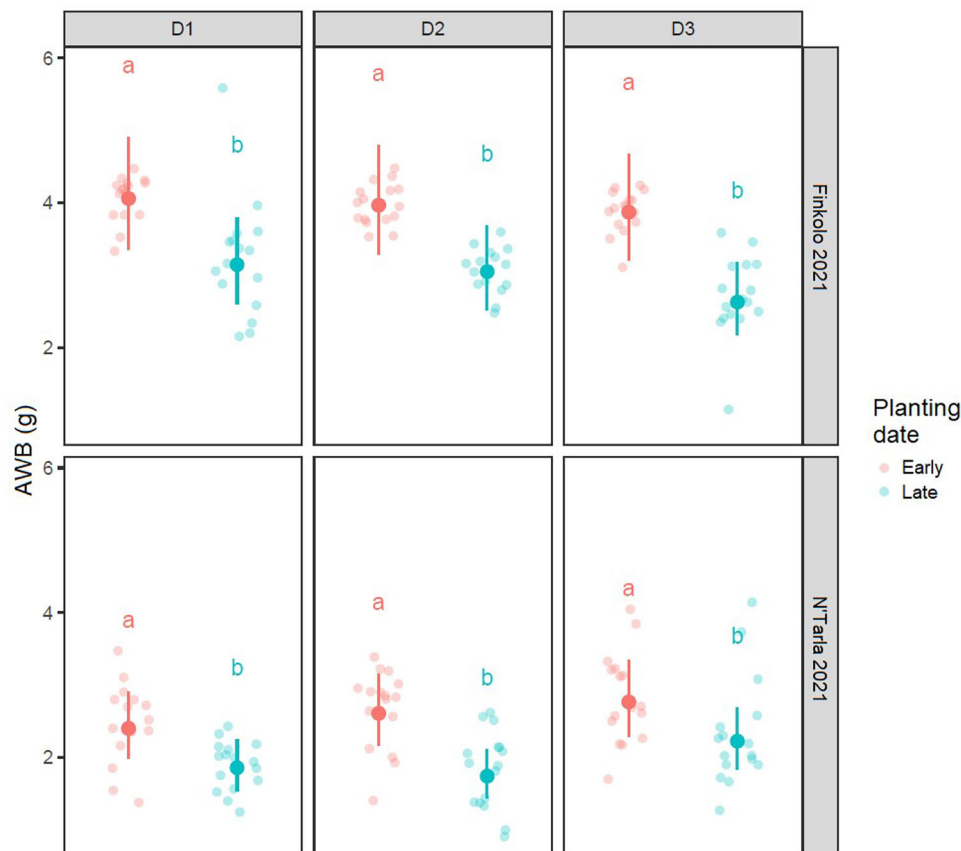 D1
D2
D3
6
a
b
a
b
a
b
4
2
Finkolo 2021
AWB (g)
6
a
b
a
b
a
b
4
2
N'Tarla 2021
Planting
date
Early
Late